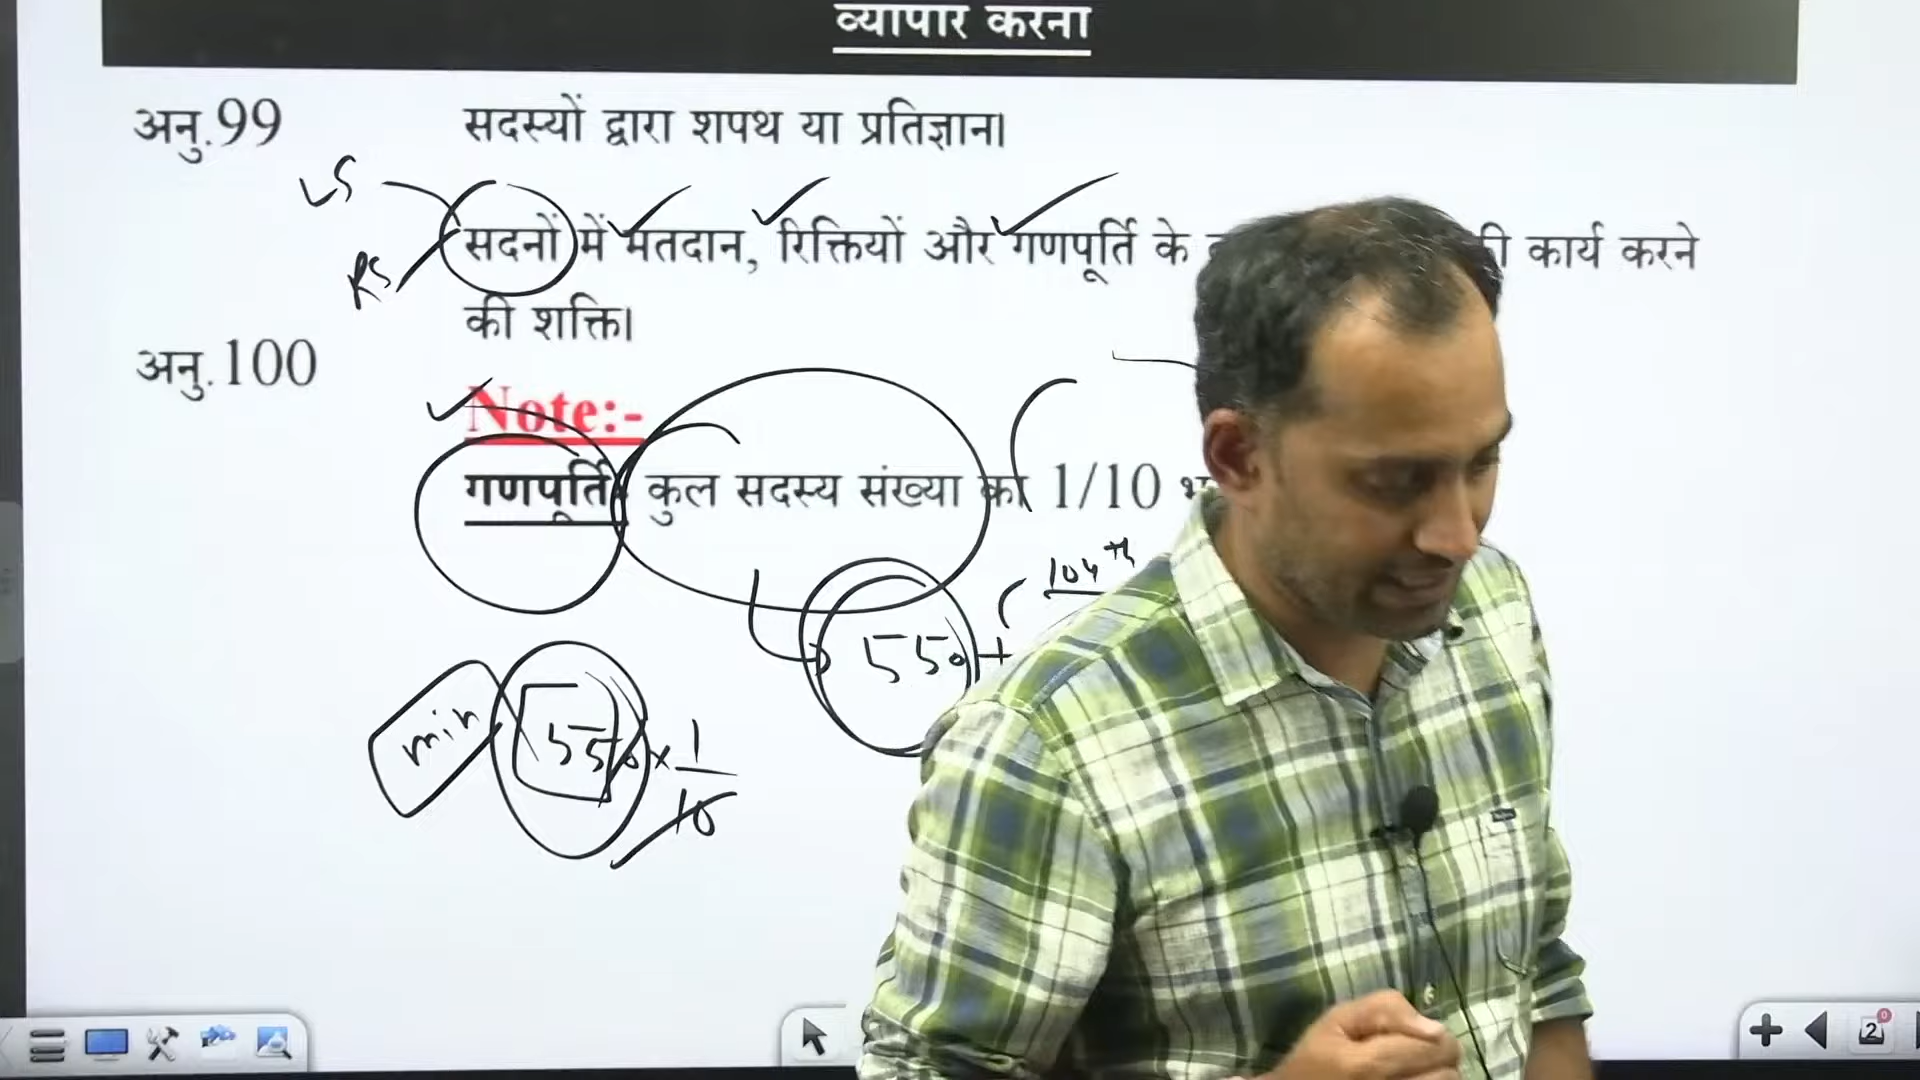 व्यापार करना
अनु.99 सदस्यों द्वारा शपथ या प्रतिज्ञान।
LS
सदनों में मतदान, रिक्तियों और गणपूर्ति के कार्य करने
RS
की शक्ति।
अनु.100
Note:-
गणपूर्ति कुल सदस्य संख्या का 1/10
104th
550 +
min 550 × 1/10
2